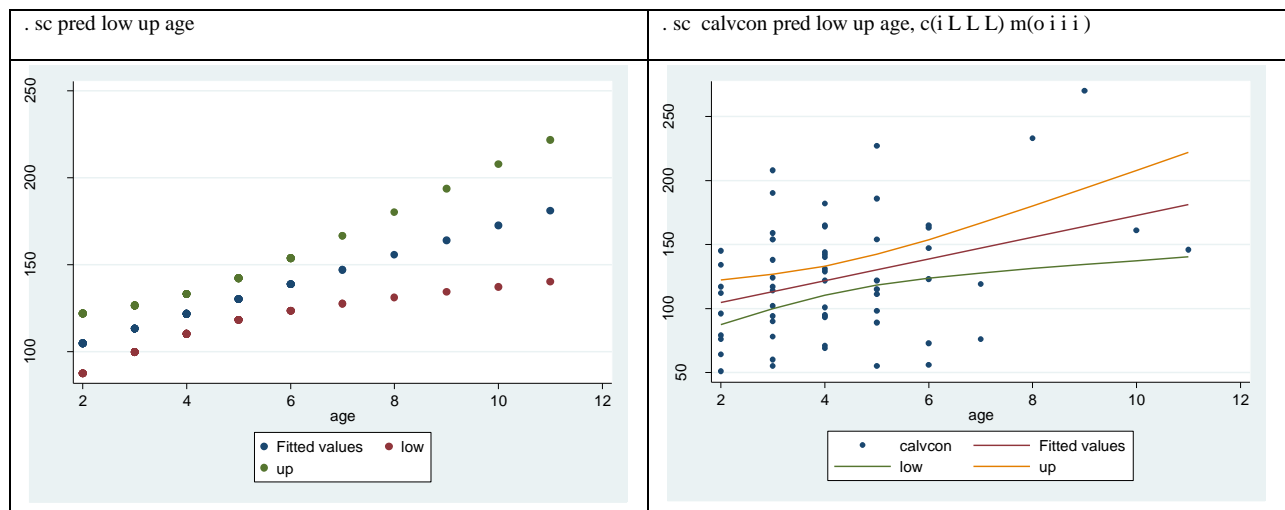 . sc pred low up age
. sc  calvcon pred low up age, c(i L L L) m(o i i i )
250
200
150
100
2 4 6 8 10 12
age
Fitted values low
up
250
200
150
100
50
2 4 6 8 10 12
age
calvcon Fitted values
low up